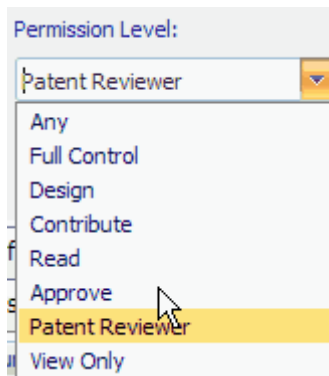 Permission Level:
Patent Reviewer
Any
Full Control
Design
Contribute
Read
Approve
Patent Reviewer
View Only